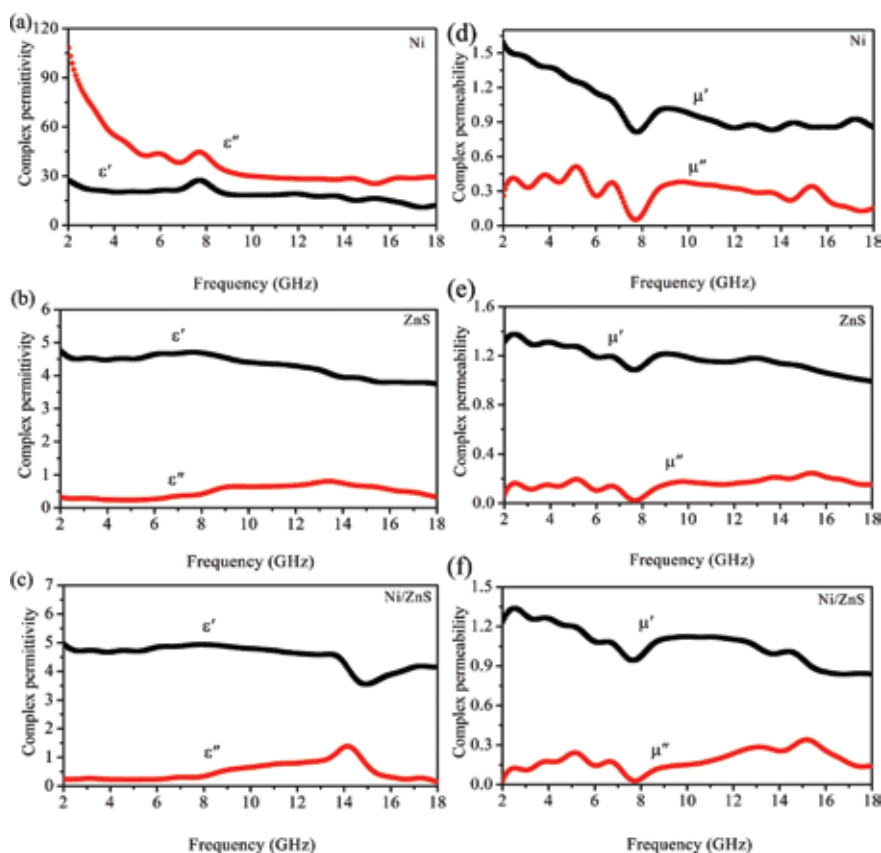 (a)
Complex permittivity
120
90
60
30
0
Ni
ε″
ε′
2 4 6 8 10 12 14 16 18
Frequency (GHz)
(d)
Complex permeability
1.5
1.2
0.9
0.6
0.3
0.0
Ni
μ′
μ″
2 4 6 8 10 12 14 16 18
Frequency (GHz)
(b)
Complex permittivity
6
5
4
3
2
1
0
ZnS
ε′
ε″
2 4 6 8 10 12 14 16 18
Frequency (GHz)
(e)
Complex permeability
1.6
1.2
0.8
0.4
0.0
ZnS
μ′
μ″
2 4 6 8 10 12 14 16 18
Frequency (GHz)
(c)
Complex permittivity
7
6
5
4
3
2
1
0
Ni/ZnS
ε′
ε″
2 4 6 8 10 12 14 16 18
Frequency (GHz)
(f)
Complex permeability
1.5
1.2
0.9
0.6
0.3
0.0
Ni/ZnS
μ′
μ″
2 4 6 8 10 12 14 16 18
Frequency (GHz)